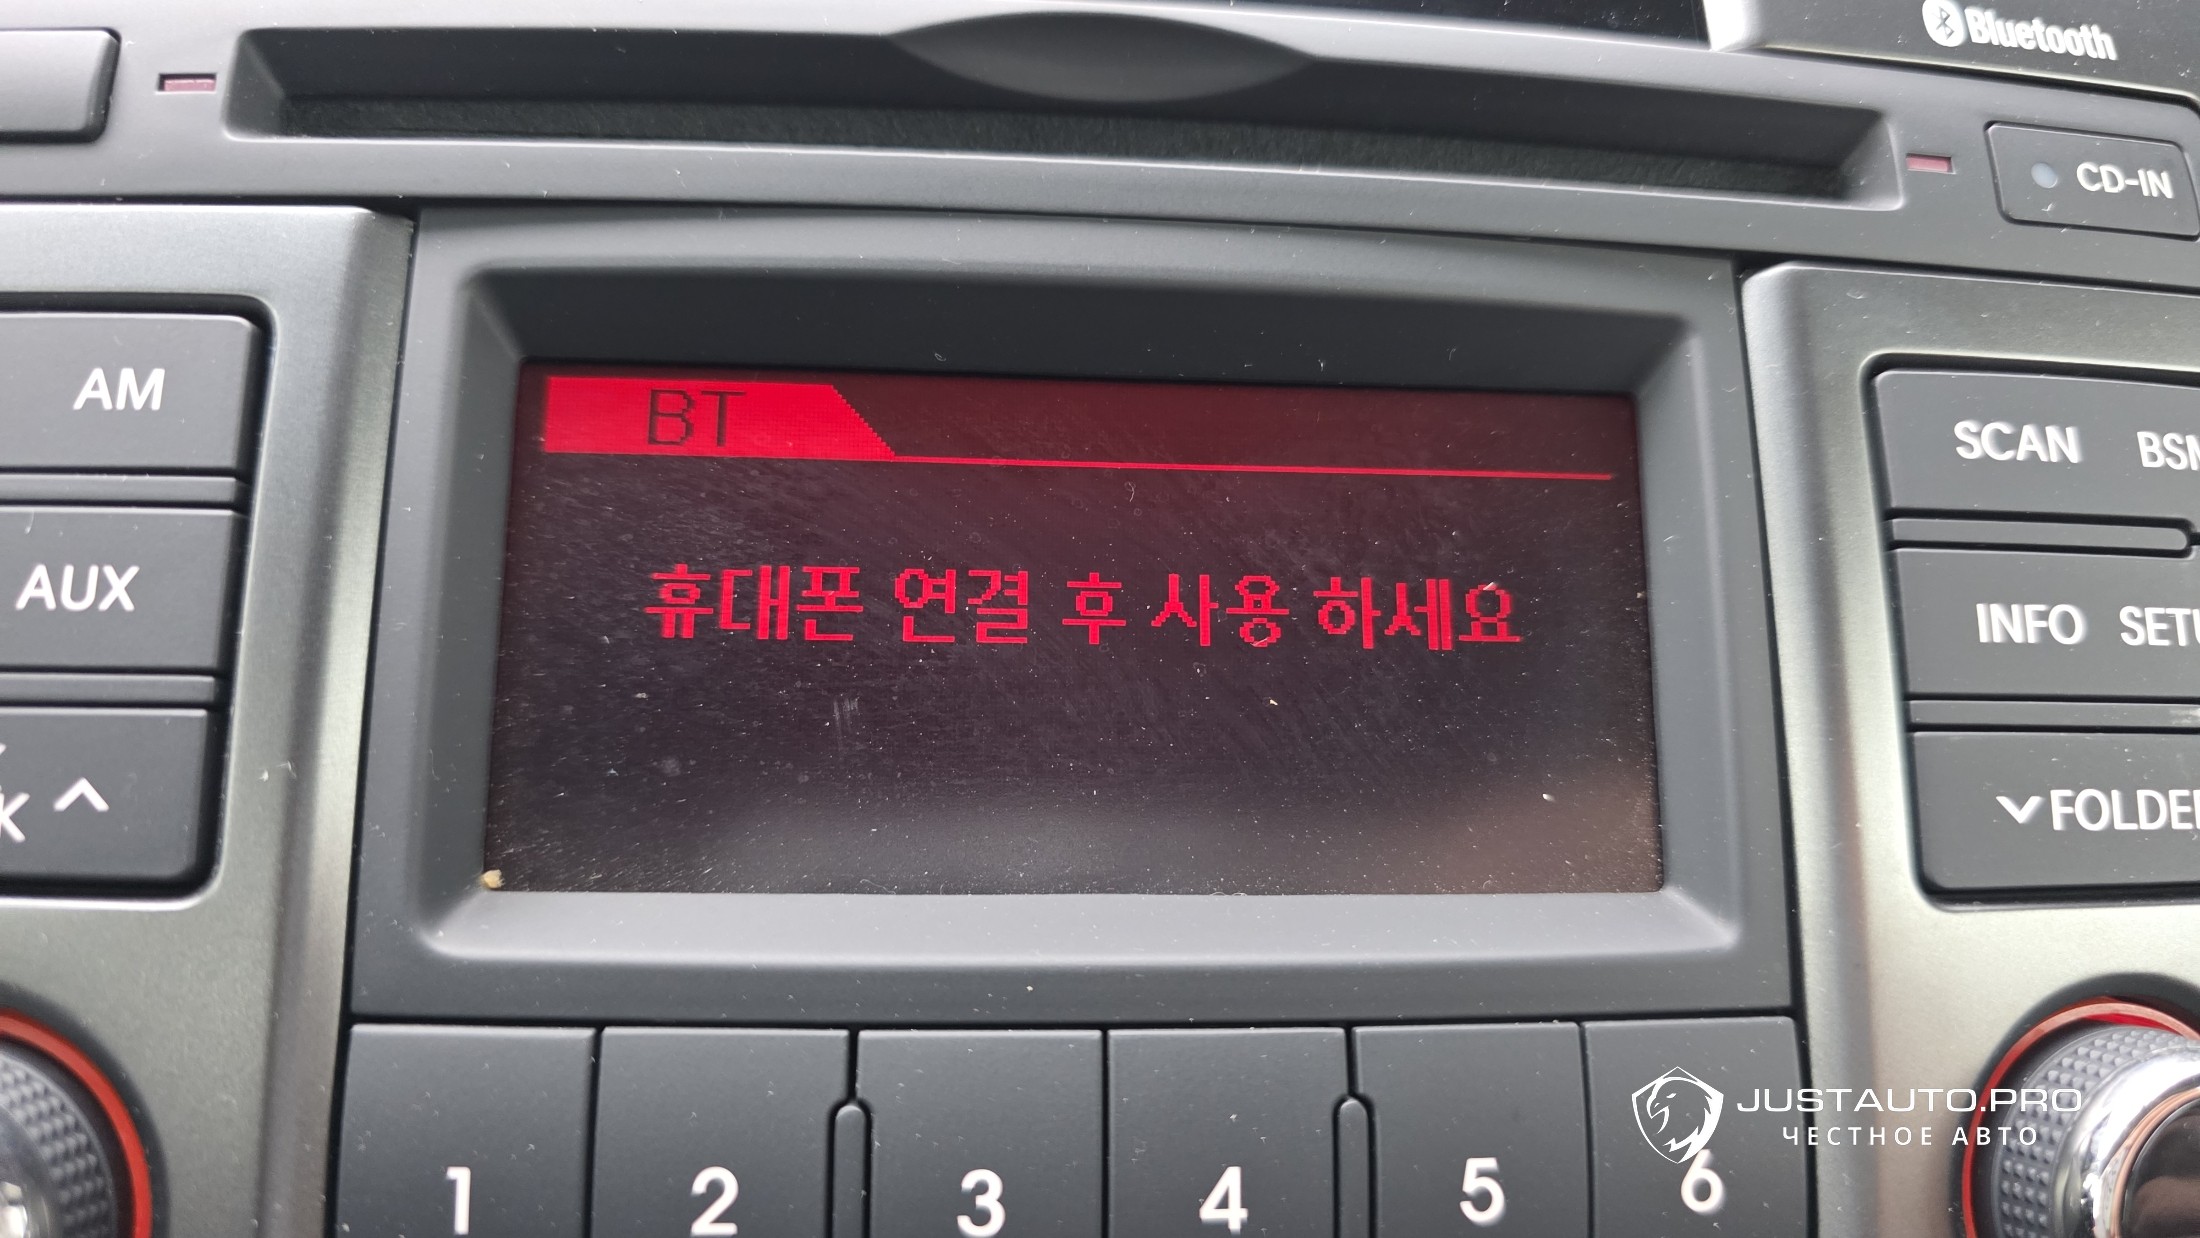 Bluetooth
CD-IN
AM
SCAN
BT
AUX
휴대폰 연결 후 사용 하세요
INFO
FOLDER
1 2 3 4 5 6
JUSTAUTO.PRO
ЧЕСТНОЕ АВТО